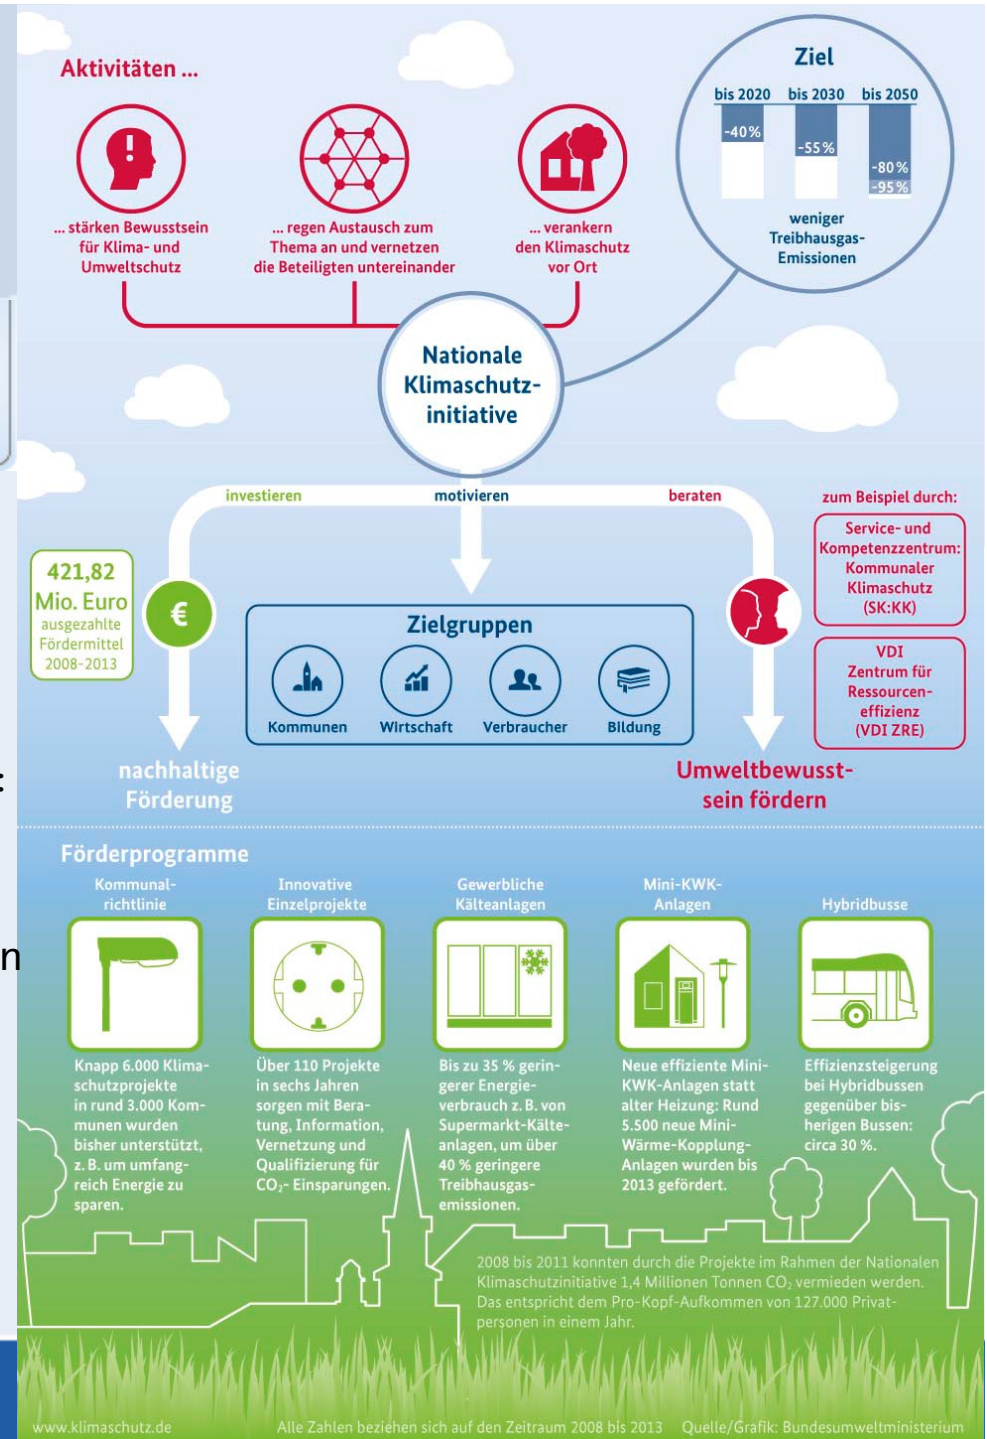 Aktivitäten ...
... stärken Bewusstsein
für Klima- und
Umweltschutz
... regen Austausch zum
Thema an und vernetzen
die Beteiligten untereinander
... verankern
den Klimaschutz
vor Ort
Ziel
bis 2020 bis 2030 bis 2050
-40%
-55%
-80%
-95%
weniger
Treibhausgas-
Emissionen
Nationale
Klimaschutz-
initiative
investieren
motivieren
beraten
421,82
Mio. Euro
ausgezahlte
Fördermittel
2008-2013
€
nachhaltige
Förderung
Zielgruppen
Kommunen
Wirtschaft
Verbraucher
Bildung
zum Beispiel durch:
Service- und
Kompetenzzentrum:
Kommunaler
Klimaschutz
(SK:KK)
VDI
Zentrum für
Ressourcen-
effizienz
(VDI ZRE)
Umweltbewusst-
sein fördern
:
n
Förderprogramme
Kommunal-
richtlinie
Knapp 6.000 Klima-
schutzprojekte
in rund 3.000 Kom-
munen wurden
bisher unterstützt,
z. B. um umfang-
reich Energie zu
sparen.
Innovative
Einzelprojekte
Über 110 Projekte
in sechs Jahren
sorgen mit Bera-
tung, Information,
Vernetzung und
Qualifizierung für
CO₂- Einsparungen.
Gewerbliche
Kälteanlagen
Bis zu 35 % gerin-
gerer Energie-
verbrauch z. B. von
Supermarkt-Kälte-
anlagen, um über
40 % geringere
Treibhausgas-
emissionen.
Mini-KWK-
Anlagen
Neue effiziente Mini-
KWK-Anlagen statt
alter Heizung: Rund
5.500 neue Mini-
Wärme-Kopplung-
Anlagen wurden bis
2013 gefördert.
Hybridbusse
Effizienzsteigerung
bei Hybridbussen
gegenüber bis-
herigen Bussen:
circa 30 %.
2008 bis 2011 konnten durch die Projekte im Rahmen der Nationalen
Klimaschutzinitiative 1,4 Millionen Tonnen CO₂ vermieden werden.
Das entspricht dem Pro-Kopf-Aufkommen von 127.000 Privat-
personen in einem Jahr.
www.klimaschutz.de
Alle Zahlen beziehen sich auf den Zeitraum 2008 bis 2013 Quelle/Grafik: Bundesumweltministerium